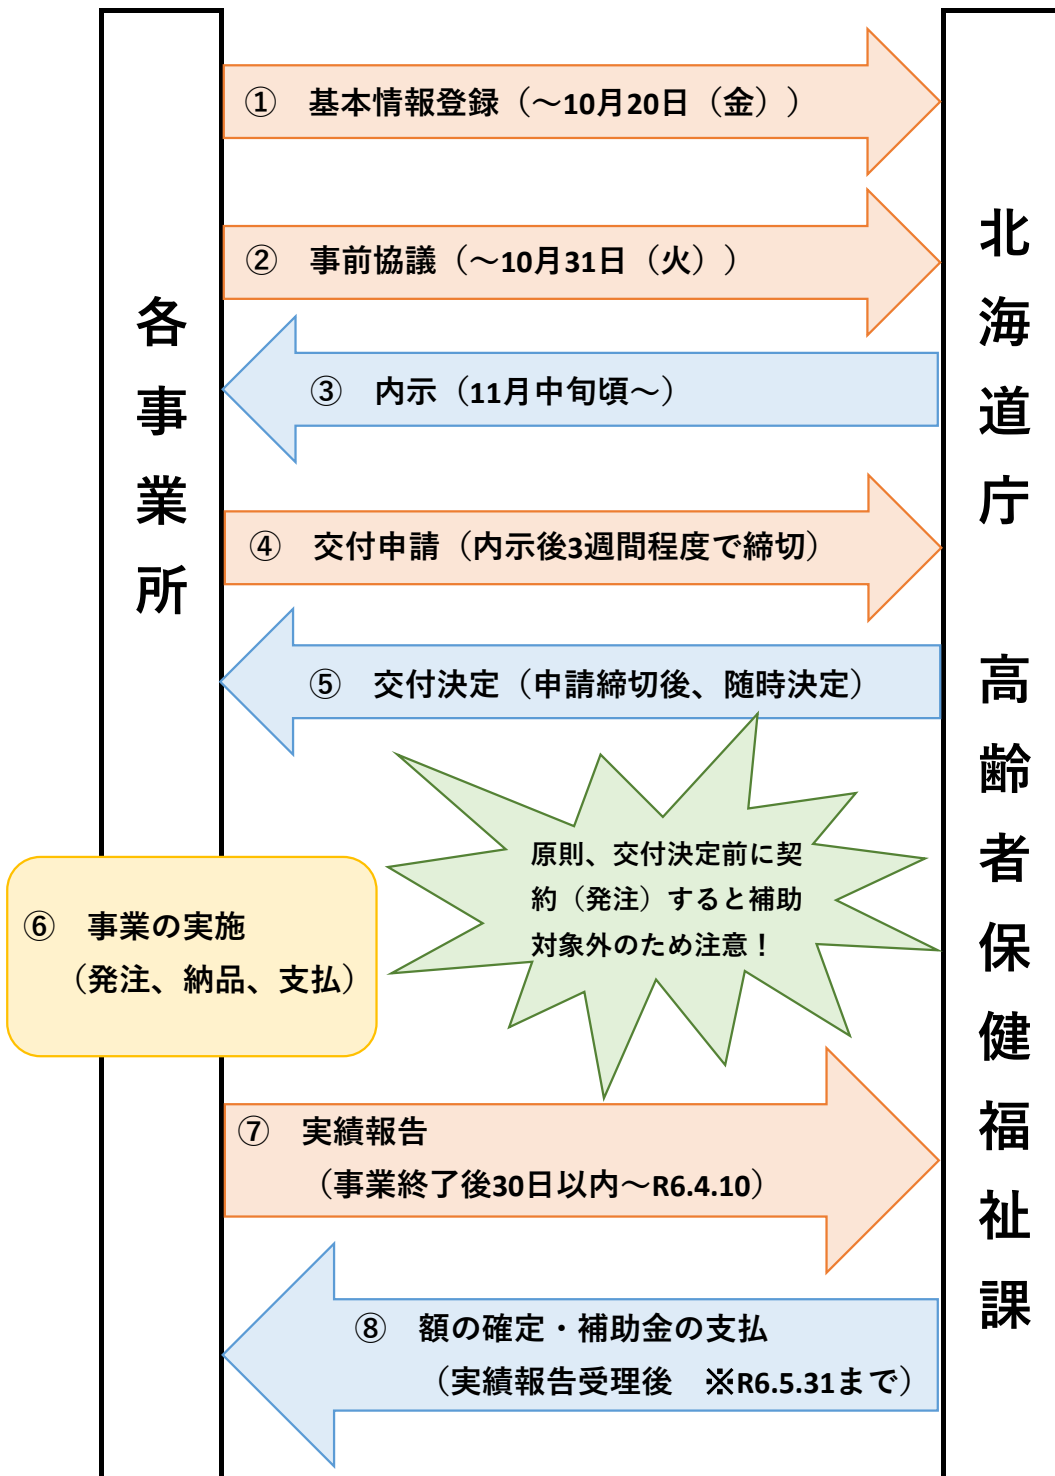 各事業所
北海道庁　高齢者保健福祉課
①　基本情報登録（～10月20日（金））
②　事前協議（～10月31日（火））
③　内示（11月中旬頃～）
④　交付申請（内示後3週間程度で締切）
⑤　交付決定（申請締切後、随時決定）
原則、交付決定前に契
約（発注）すると補助
対象外のため注意！
⑥　事業の実施
（発注、納品、支払）
⑦　実績報告
（事業終了後30日以内～R6.4.10）
⑧　額の確定・補助金の支払
（実績報告受理後　※R6.5.31まで）